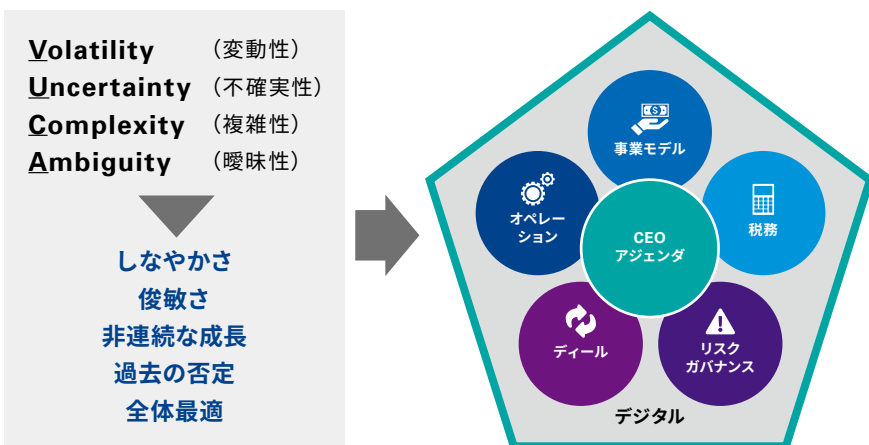 Volatility （変動性）
Uncertainty （不確実性）
Complexity （複雑性）
Ambiguity （曖昧性）
しなやかさ
俊敏さ
非連続な成長
過去の否定
全体最適
事業モデル
オペレー
ション
税務
CEO
アジェンダ
ディール
リスク
ガバナンス
デジタル